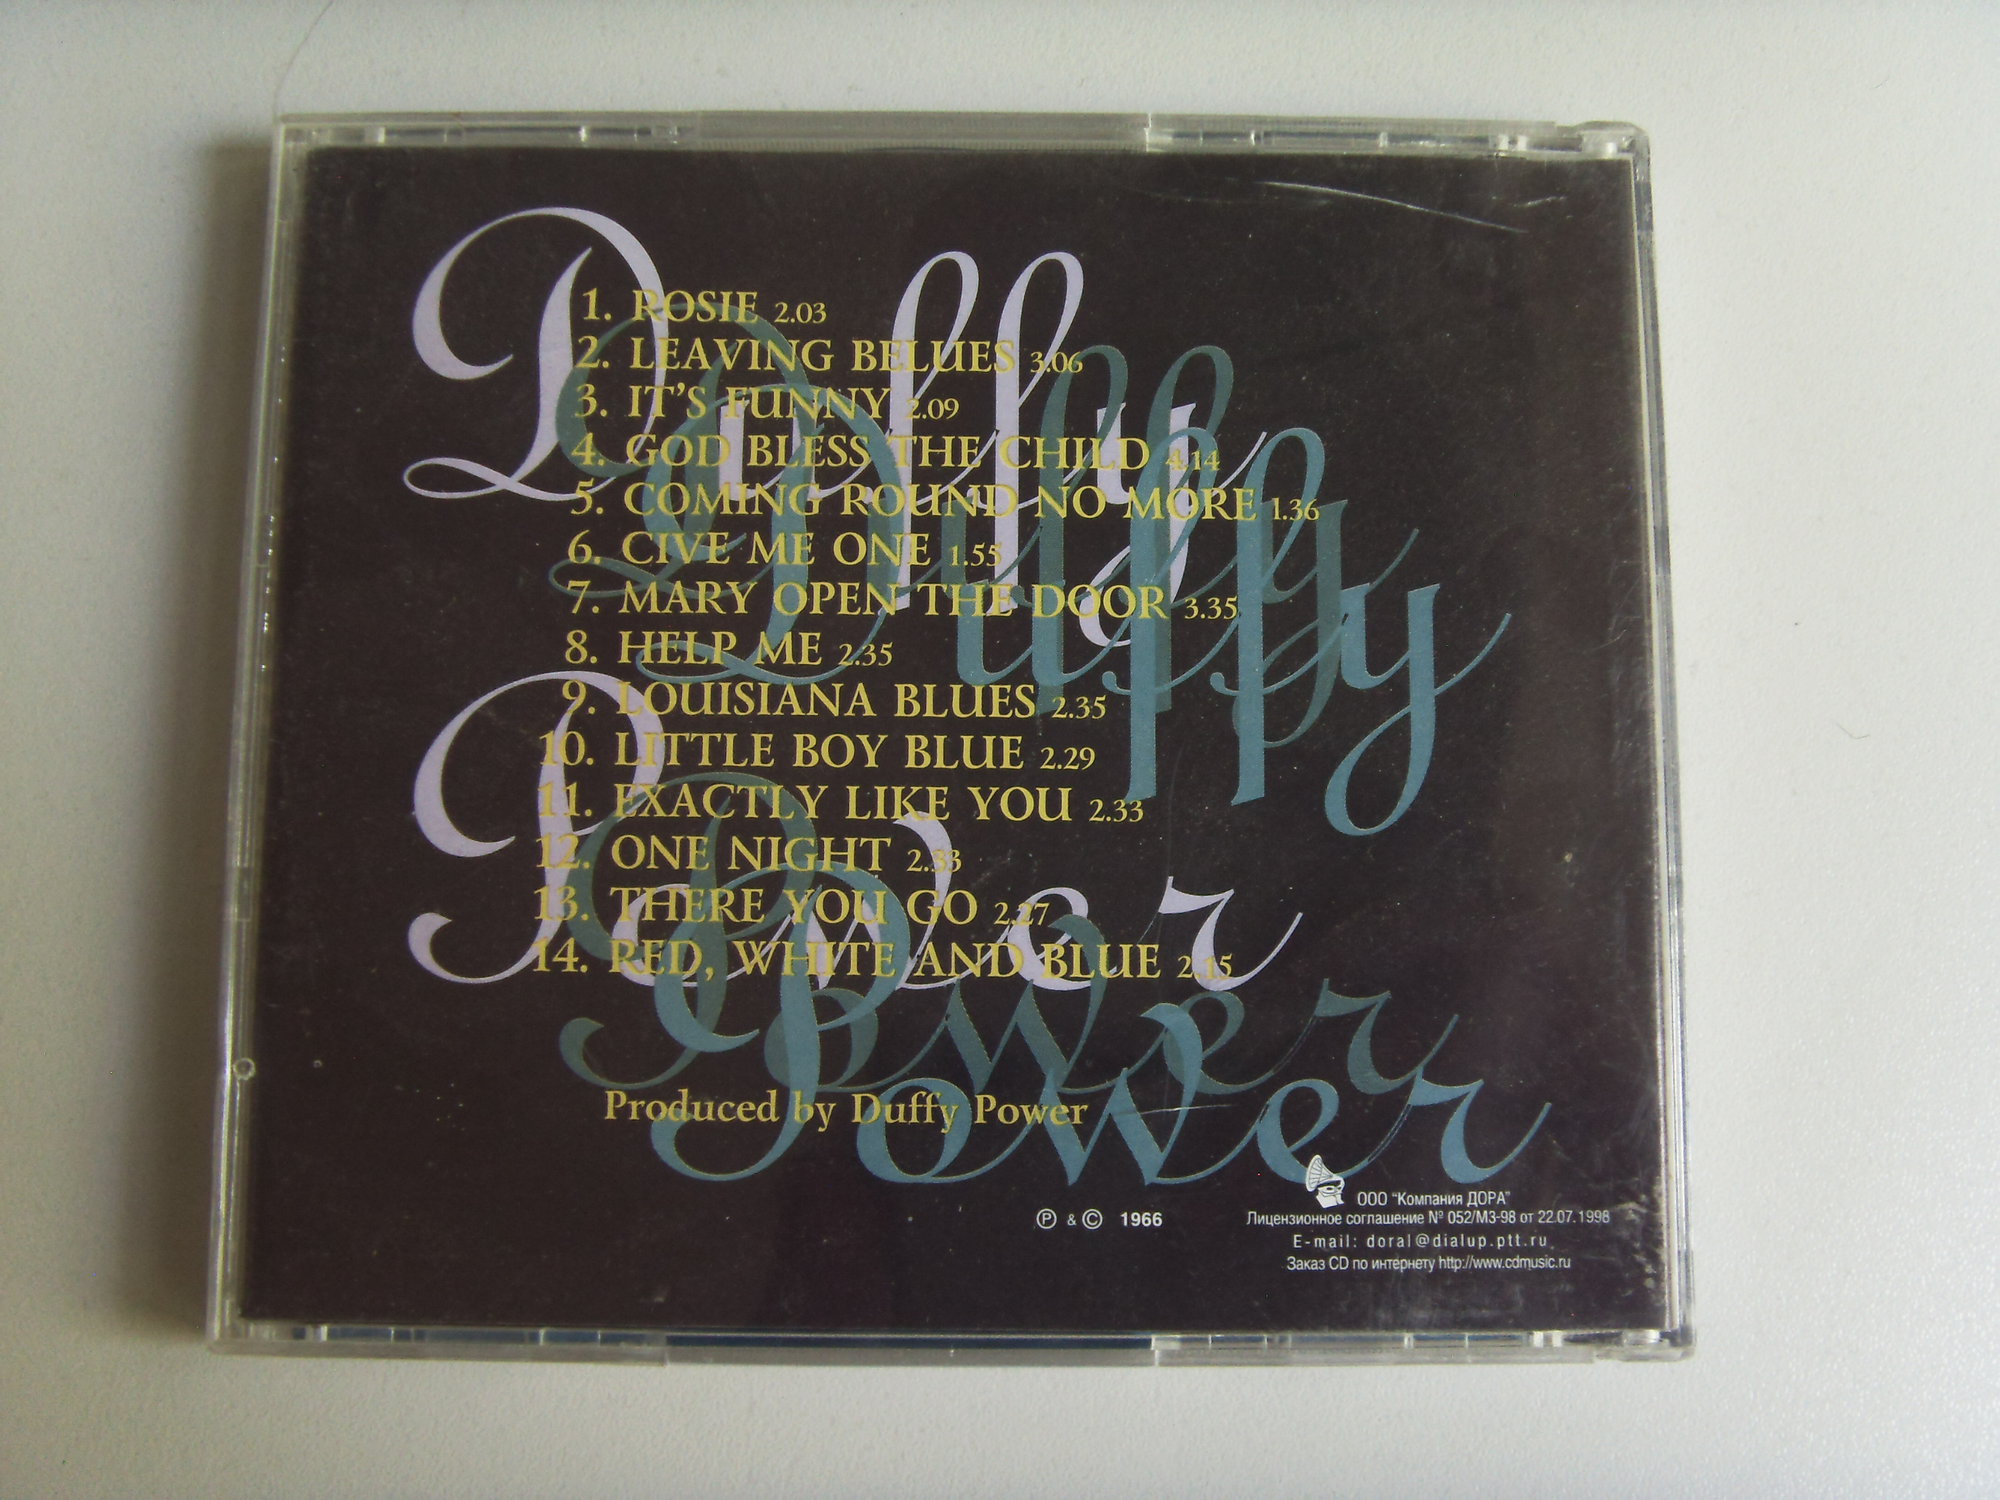 Duffy
Duffy
Duffy
1. ROSIE 2.03
2. LEAVING BELUES 3.06
3. IT'S FUNNY 2.09
4. GOD BLESS THE CHILD 4.14
5. COMING ROUND NO MORE 1.36
6. CIVE ME ONE 1.55
7. MARY OPEN THE DOOR 3.35
8. HELP ME 2.35
9. LOUISIANA BLUES 2.35
10. LITTLE BOY BLUE 2.29
11. EXACTLY LIKE YOU 2.33
12. ONE NIGHT 2.33
13. THERE YOU GO 2.27
14. RED, WHITE AND BLUE 2.15
Power
Power
Power
Produced by Duffy Power
℗ & © 1966
ООО "Компания ДОРА"
Лицензионное соглашение № 052/МЗ-98 от 22.07.1998
E-mail: doral@dialup.ptt.ru
Заказ CD по интернету http://www.cdmusic.ru